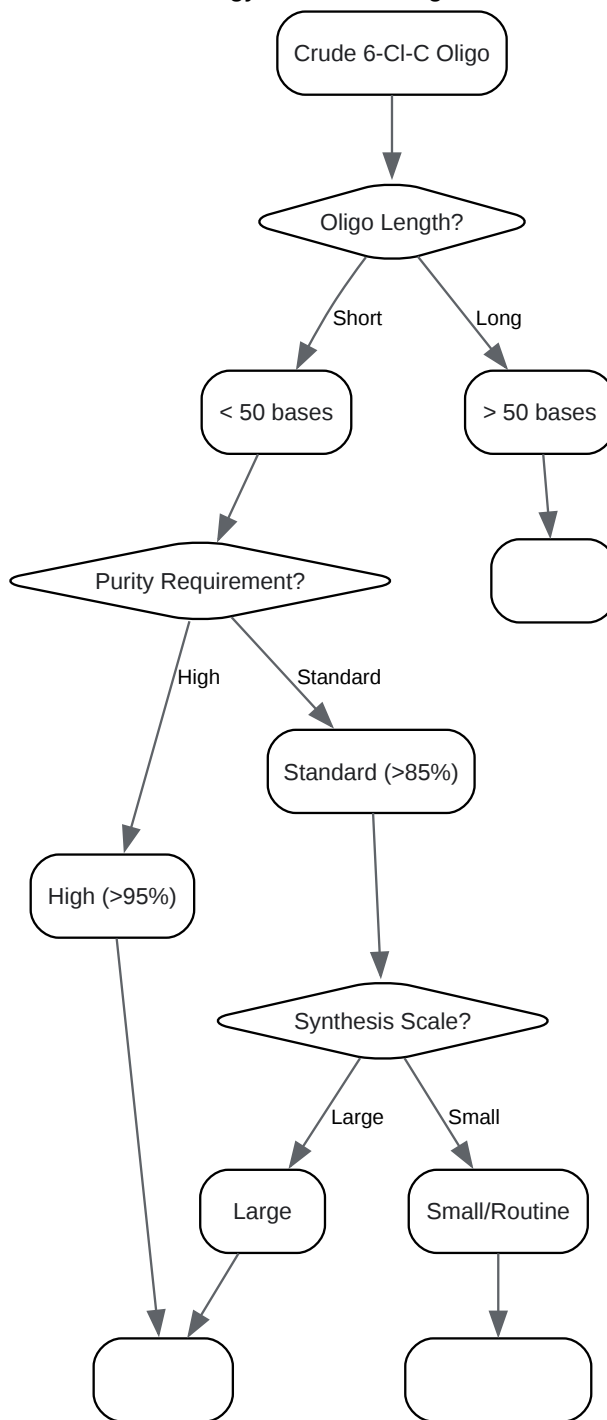 Crude 6-Cl-C Oligo
Oligo Length?
Short
Long
< 50 bases
> 50 bases
Purity Requirement?
High
Standard
Standard (>85%)
High (>95%)
Synthesis Scale?
Large
Small
Large
Small/Routine